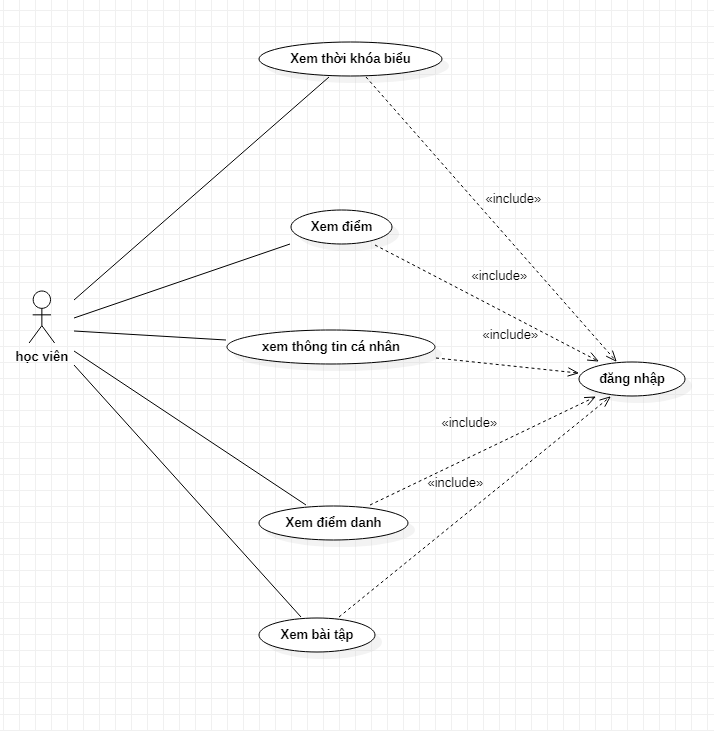 Xem thời khóa biểu
«include»
Xem điểm
«include»
«include»
xem thông tin cá nhân
học viên
đăng nhập
«include»
«include»
Xem điểm danh
Xem bài tập